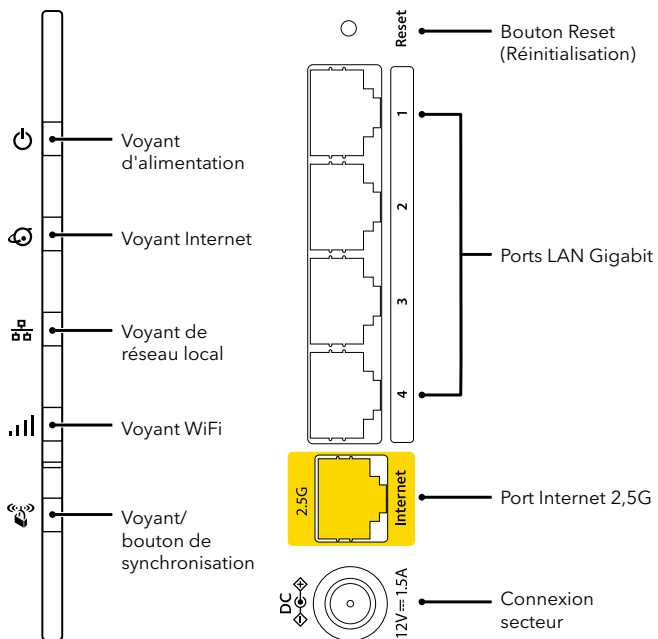 Voyant
d'alimentation
Voyant Internet
Voyant de
réseau local
Voyant WiFi
Voyant/
bouton de
synchronisation
Reset
1
2
3
4
2.5G
Internet
DC
12V⎓1.5A
Bouton Reset
(Réinitialisation)
Ports LAN Gigabit
Port Internet 2,5G
Connexion
secteur